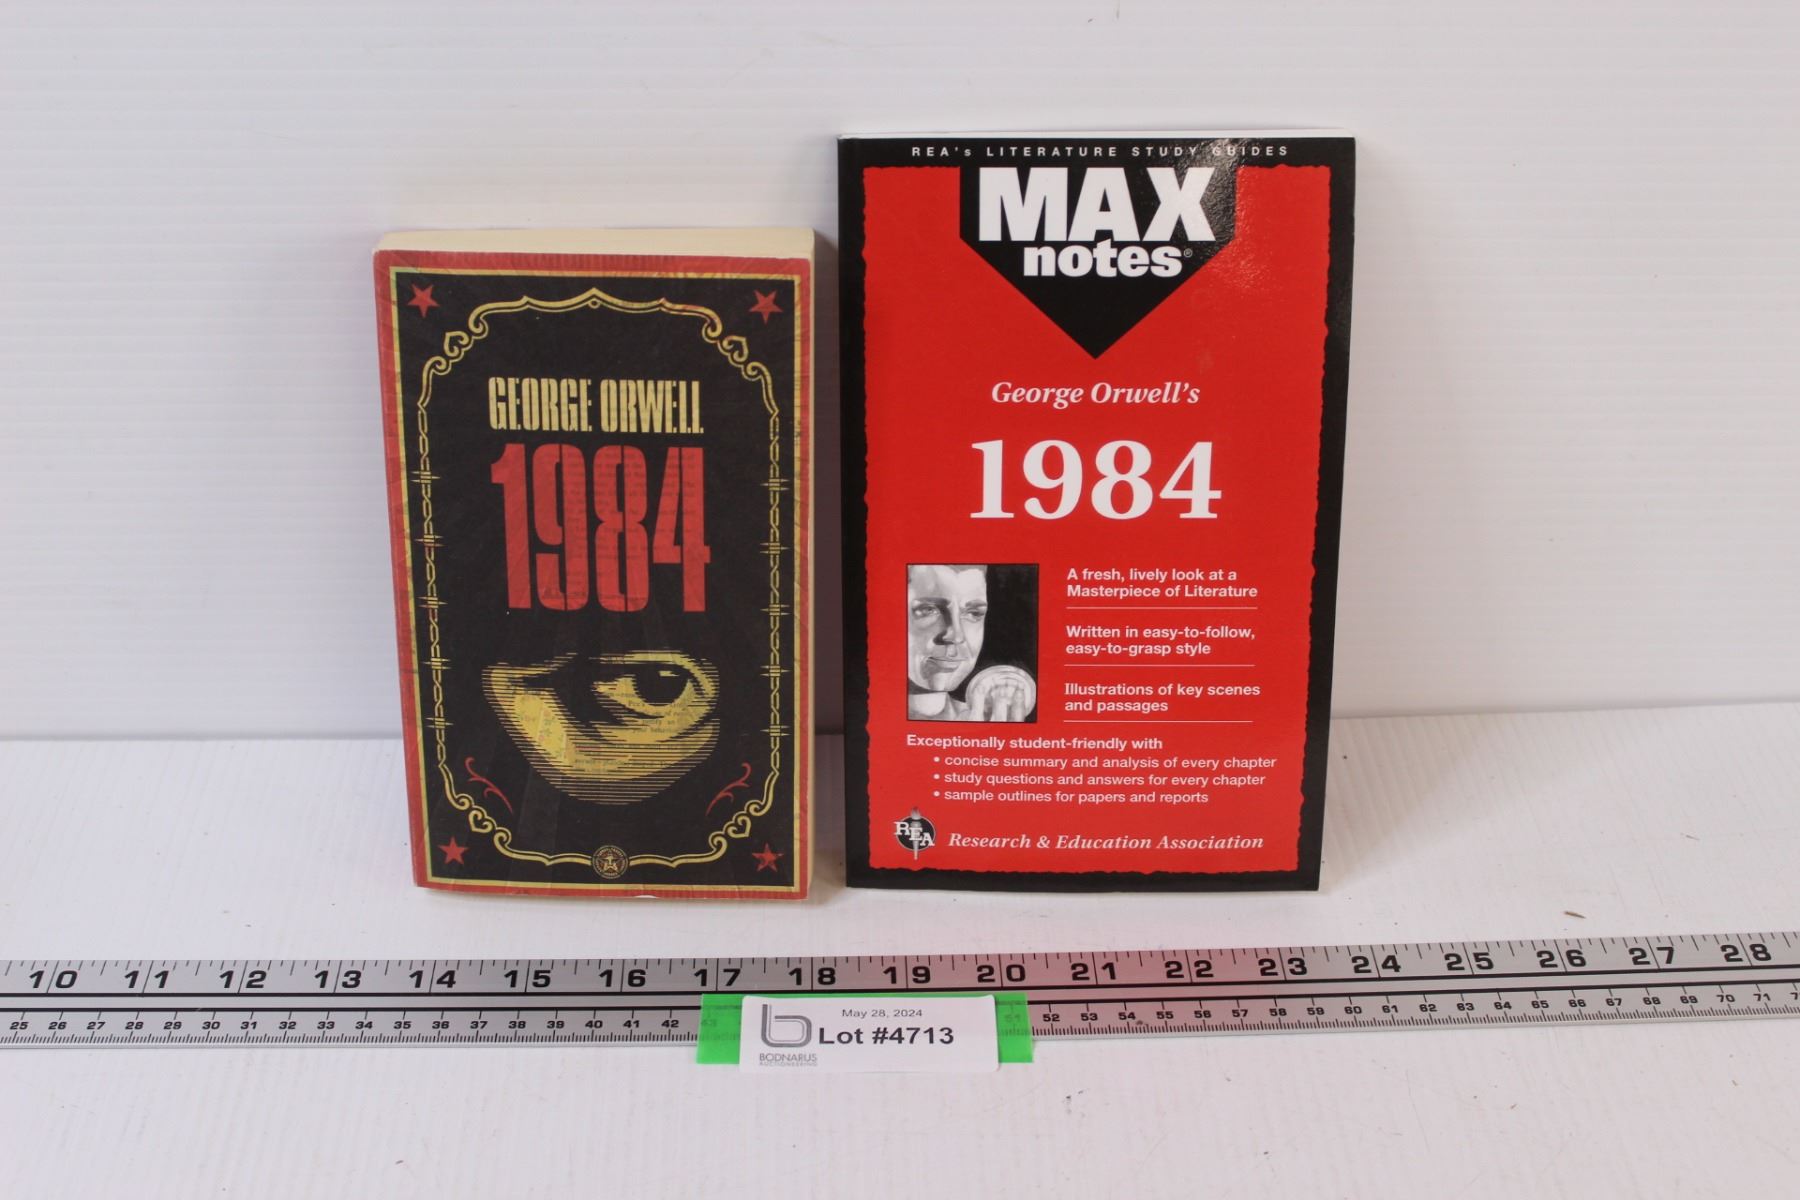 GEORGE ORWELL
1984
REA's LITERATURE STUDY GUIDES
MAX
notes®
George Orwell's
1984
A fresh, lively look at a
Masterpiece of Literature
Written in easy-to-follow,
easy-to-grasp style
Illustrations of key scenes
and passages
Exceptionally student-friendly with
• concise summary and analysis of every chapter
• study questions and answers for every chapter
• sample outlines for papers and reports
REA
Research & Education Association
10 11 12 13 14 15 16 17 18 19 20 21 22 23 24 25 26 27 28
25 26 27 28 29 30 31 32 33 34 35 36 37 38 39 40 41 42 43 51 52 53 54 55 56 57 58 59 60 61 62 63 64 65 66 67 68 69 70 71
May 28, 2024
Lot #4713
BODNARUS
AUCTIONEERING